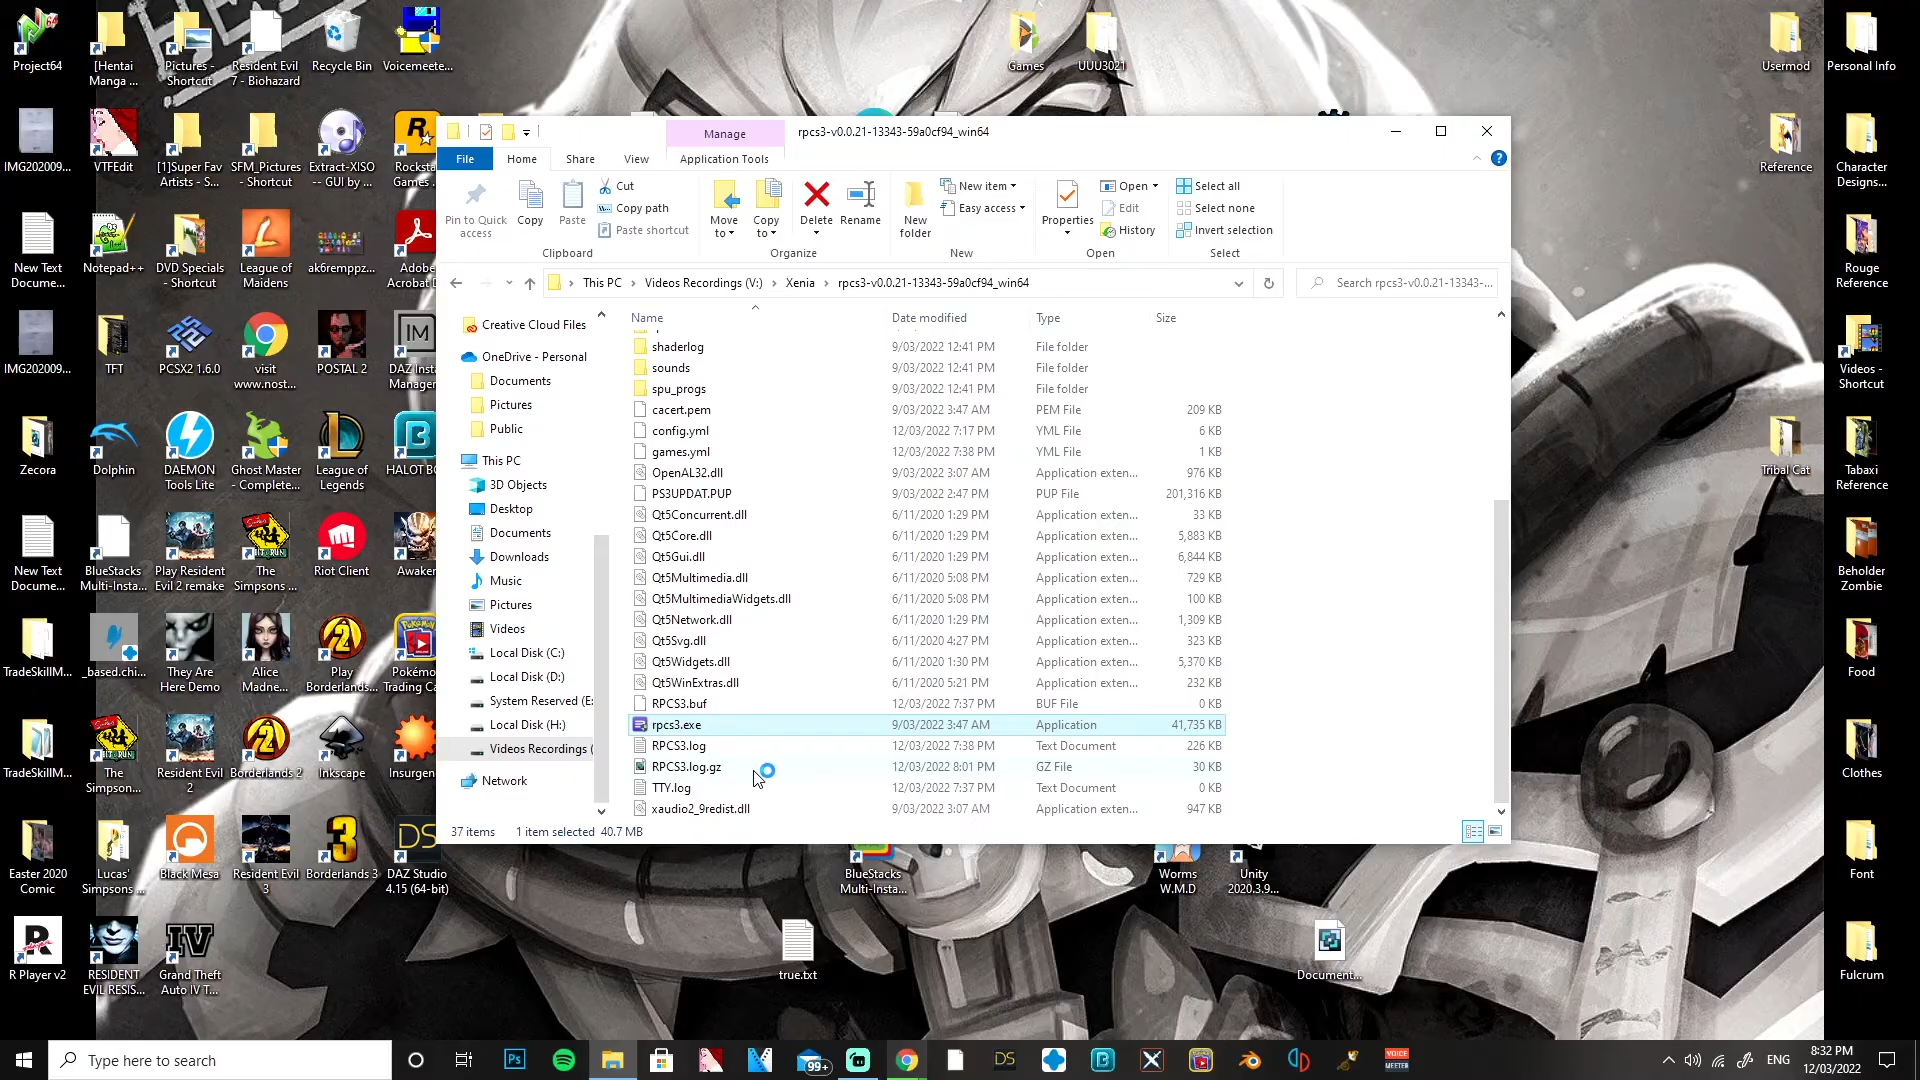 Project64
[Hentai Manga ...
Pictures - Shortcut
Resident Evil 7 - Biohazard
Recycle Bin
Voicemeete...
Games
UUU3021
Usermod
Personal Info
IMG202009...
VTFEdit
[1]Super Fav Artists - S...
SFM_Pictures - Shortcut
Extract-XISO -- GUI by ...
Rocksta Games .
Reference
Character Designs...
New Text Docume...
Notepad++
DVD Specials - Shortcut
League of Maidens
ak6remppz...
Adobe Acrobat D
Rouge Reference
IMG202009...
TFT
PCSX2 1.6.0
visit www.nost...
POSTAL 2
DAZ Insta Manager
Videos - Shortcut
Zecora
Dolphin
DAEMON Tools Lite
Ghost Master - Complete...
League of Legends
HALOT BO
Tribal Cat
Tabaxi Reference
New Text Docume...
BlueStacks Multi-Insta...
Play Resident Evil 2 remake
The Simpsons ...
Riot Client
Awaken
Beholder Zombie
TradeSkillM...
_based.chi...
They Are Here Demo
Alice Madne...
Play Borderlands...
Pokémon Trading Ca
Food
TradeSkillM...
The Simpson...
Resident Evil 2
Borderlands 2
Inkscape
Insurgen
Clothes
Easter 2020 Comic
Lucas' Simpsons ...
Black Mesa
Resident Evil 3
Borderlands 3
DAZ Studio 4.15 (64-bit)
BlueStacks Multi-Insta...
Worms W.M.D
Unity 2020.3.9...
Font
R Player v2
RESIDENT EVIL RESIS...
Grand Theft Auto IV T...
true.txt
Document...
Fulcrum
Manage
rpcs3-v0.0.21-13343-59a0cf94_win64
File
Home
Share
View
Application Tools
Pin to Quick access
Copy
Paste
Cut
Copy path
Paste shortcut
Clipboard
Move to
Copy to
Delete
Rename
Organize
New folder
New item
Easy access
New
Properties
Open
Edit
History
Open
Select all
Select none
Invert selection
Select
This PC
Videos Recordings (V:)
Xenia
rpcs3-v0.0.21-13343-59a0cf94_win64
Search rpcs3-v0.0.21-13343-...
Creative Cloud Files
OneDrive - Personal
Documents
Pictures
Public
This PC
3D Objects
Desktop
Documents
Downloads
Music
Pictures
Videos
Local Disk (C:)
Local Disk (D:)
System Reserved (E:
Local Disk (H:)
Videos Recordings (
Network
Name Date modified Type Size
shaderlog 9/03/2022 12:41 PM File folder
sounds 9/03/2022 12:41 PM File folder
spu_progs 9/03/2022 12:41 PM File folder
cacert.pem 9/03/2022 3:47 AM PEM File 209 KB
config.yml 12/03/2022 7:17 PM YML File 6 KB
games.yml 12/03/2022 7:38 PM YML File 1 KB
OpenAL32.dll 9/03/2022 3:07 AM Application exten... 976 KB
PS3UPDAT.PUP 9/03/2022 2:47 PM PUP File 201,316 KB
Qt5Concurrent.dll 6/11/2020 1:29 PM Application exten... 33 KB
Qt5Core.dll 6/11/2020 1:29 PM Application exten... 5,883 KB
Qt5Gui.dll 6/11/2020 1:29 PM Application exten... 6,844 KB
Qt5Multimedia.dll 6/11/2020 5:08 PM Application exten... 729 KB
Qt5MultimediaWidgets.dll 6/11/2020 5:08 PM Application exten... 100 KB
Qt5Network.dll 6/11/2020 1:29 PM Application exten... 1,309 KB
Qt5Svg.dll 6/11/2020 4:27 PM Application exten... 323 KB
Qt5Widgets.dll 6/11/2020 1:30 PM Application exten... 5,370 KB
Qt5WinExtras.dll 6/11/2020 5:21 PM Application exten... 232 KB
RPCS3.buf 12/03/2022 7:37 PM BUF File 0 KB
rpcs3.exe 9/03/2022 3:47 AM Application 41,735 KB
RPCS3.log 12/03/2022 7:38 PM Text Document 226 KB
RPCS3.log.gz 12/03/2022 8:01 PM GZ File 30 KB
TTY.log 12/03/2022 7:37 PM Text Document 0 KB
xaudio2_9redist.dll 9/03/2022 3:07 AM Application exten... 947 KB
37 items 1 item selected 40.7 MB
Type here to search
99+
ENG
8:32 PM
12/03/2022